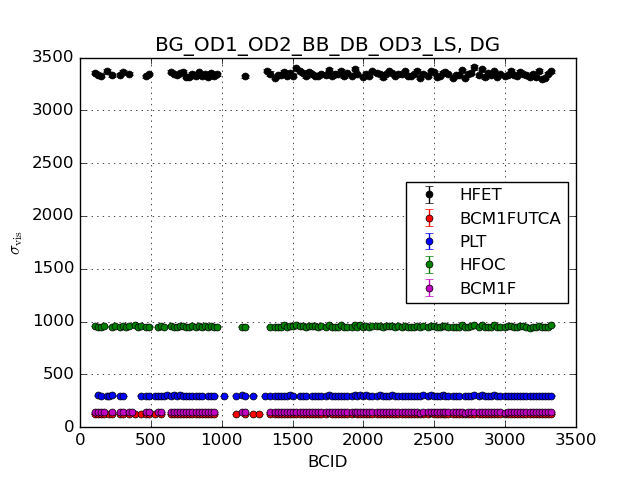 BG_OD1_OD2_BB_DB_OD3_LS, DG
3500
3000
2500
2000
1500
1000
500
0
σvis
HFET
BCM1FUTCA
PLT
HFOC
BCM1F
0 500 1000 1500 2000 2500 3000 3500
BCID